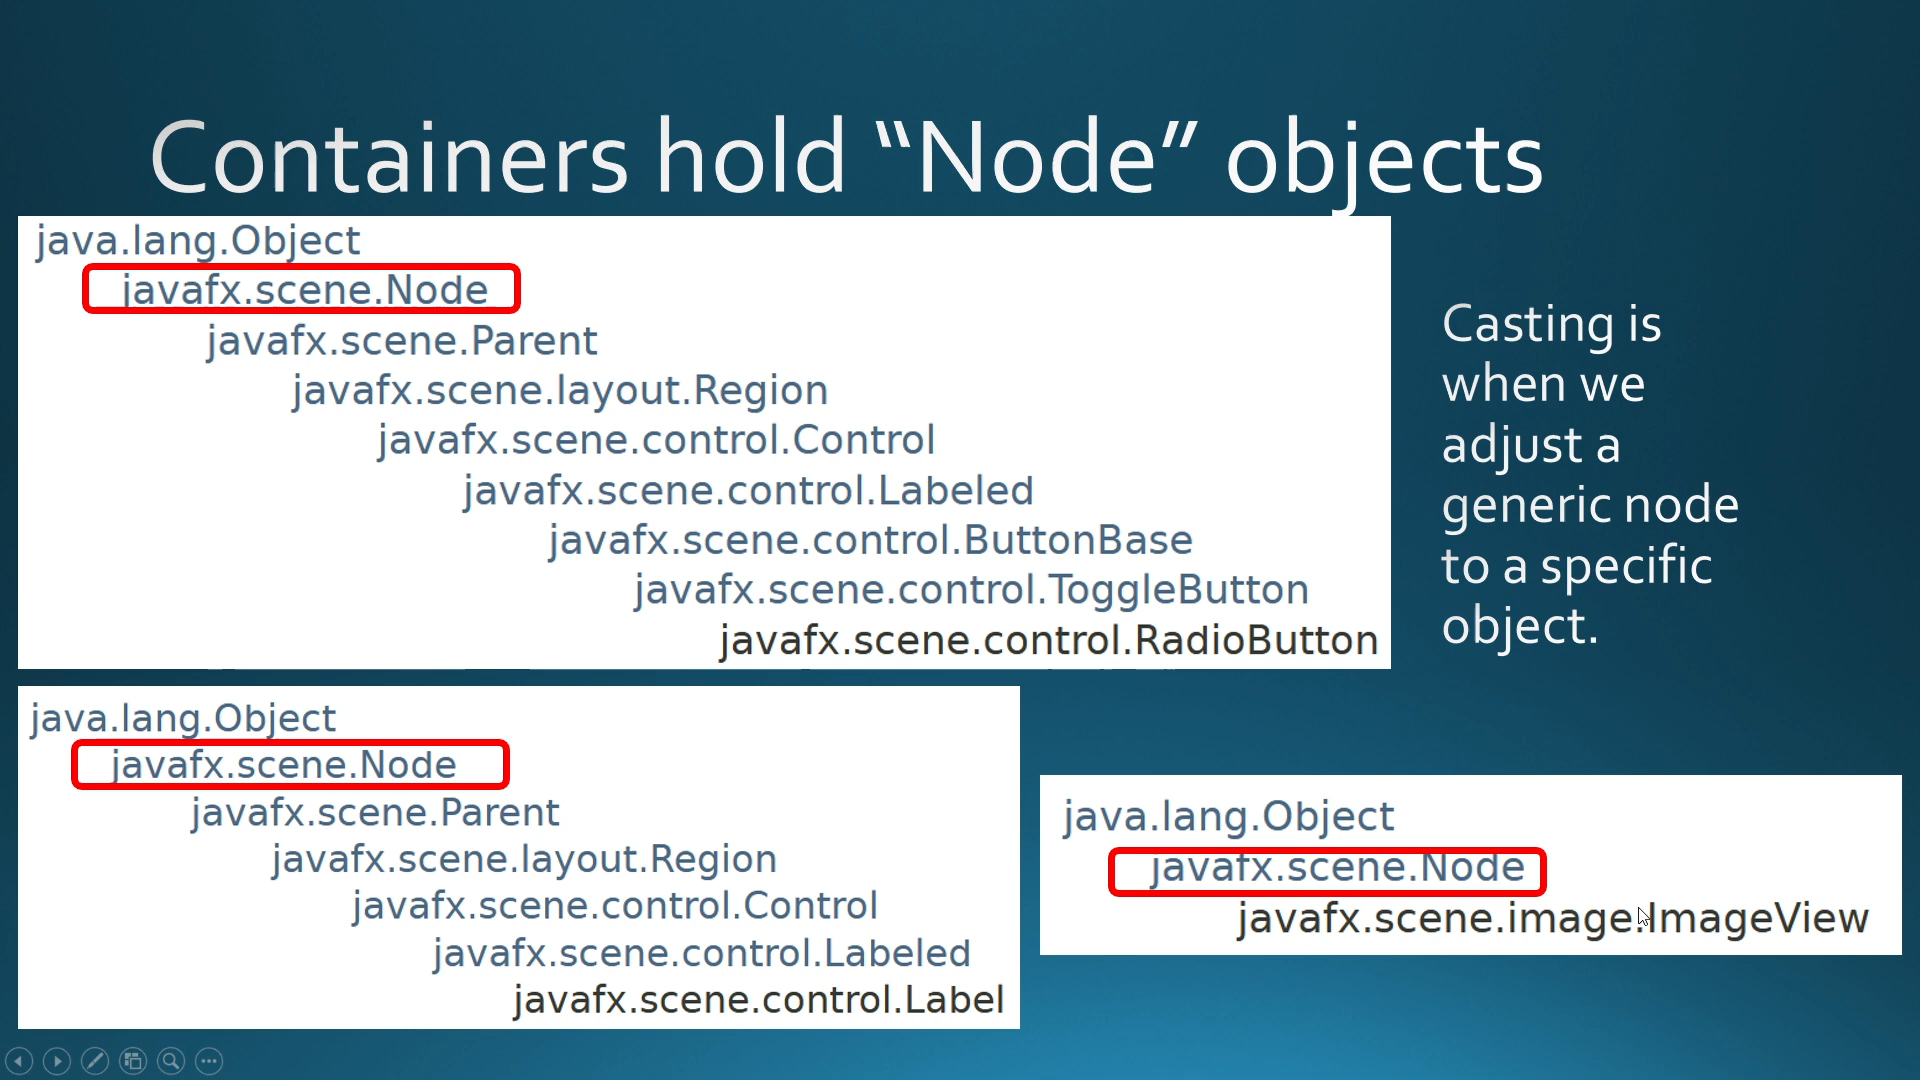 Containers hold “Node” objects
java.lang.Object
javafx.scene.Node
javafx.scene.Parent
javafx.scene.layout.Region
javafx.scene.control.Control
javafx.scene.control.Labeled
javafx.scene.control.ButtonBase
javafx.scene.control.ToggleButton
javafx.scene.control.RadioButton
Casting is
when we
adjust a
generic node
to a specific
object.
java.lang.Object
javafx.scene.Node
javafx.scene.Parent
javafx.scene.layout.Region
javafx.scene.control.Control
javafx.scene.control.Labeled
javafx.scene.control.Label
java.lang.Object
javafx.scene.Node
javafx.scene.image.ImageView